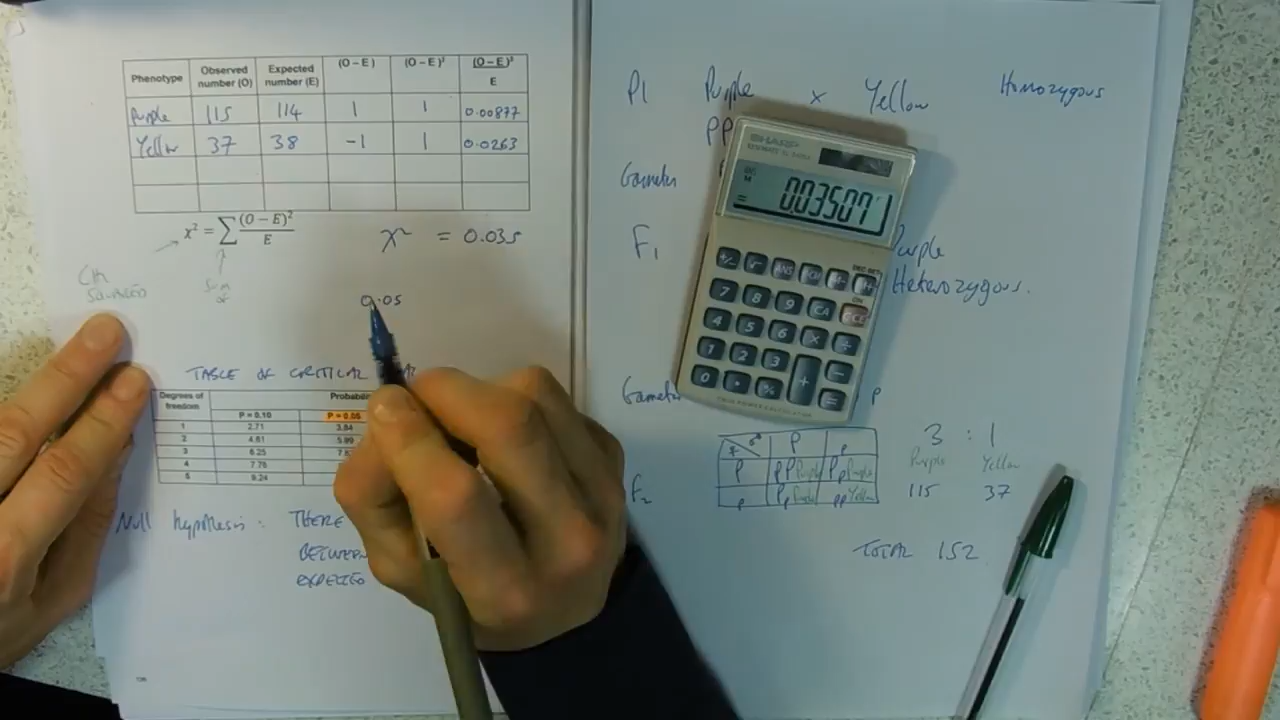 Phenotype Observed number (O) Expected number (E) (O – E) (O – E)² (O – E)² E
Purple 115 114 1 1 0.00877
Yellow 37 38 -1 1 0.0263
χ² = ∑ (O – E)² E
χ² = 0.035
CHI SQUARED
SUM OF
0.05
TABLE OF CRITICAL
Degrees of freedom
P = 0.10 P = 0.05
1 2.71 3.84
2 4.61 5.99
3 6.25
4 7.78
5 9.24
Null hypothesis : THERE
BETWEEN
EXPECTED
P1 Purple x Yellow Homozygous
PP
Gametes
F1 Purple
Heterozygous.
SHARP
0.03507
Gametes P
F2
♂ P p
♀
P PP Purple Pp Purple
p Pp Purple pp Yellow
3 : 1
Purple Yellow
115 37
TOTAL 152